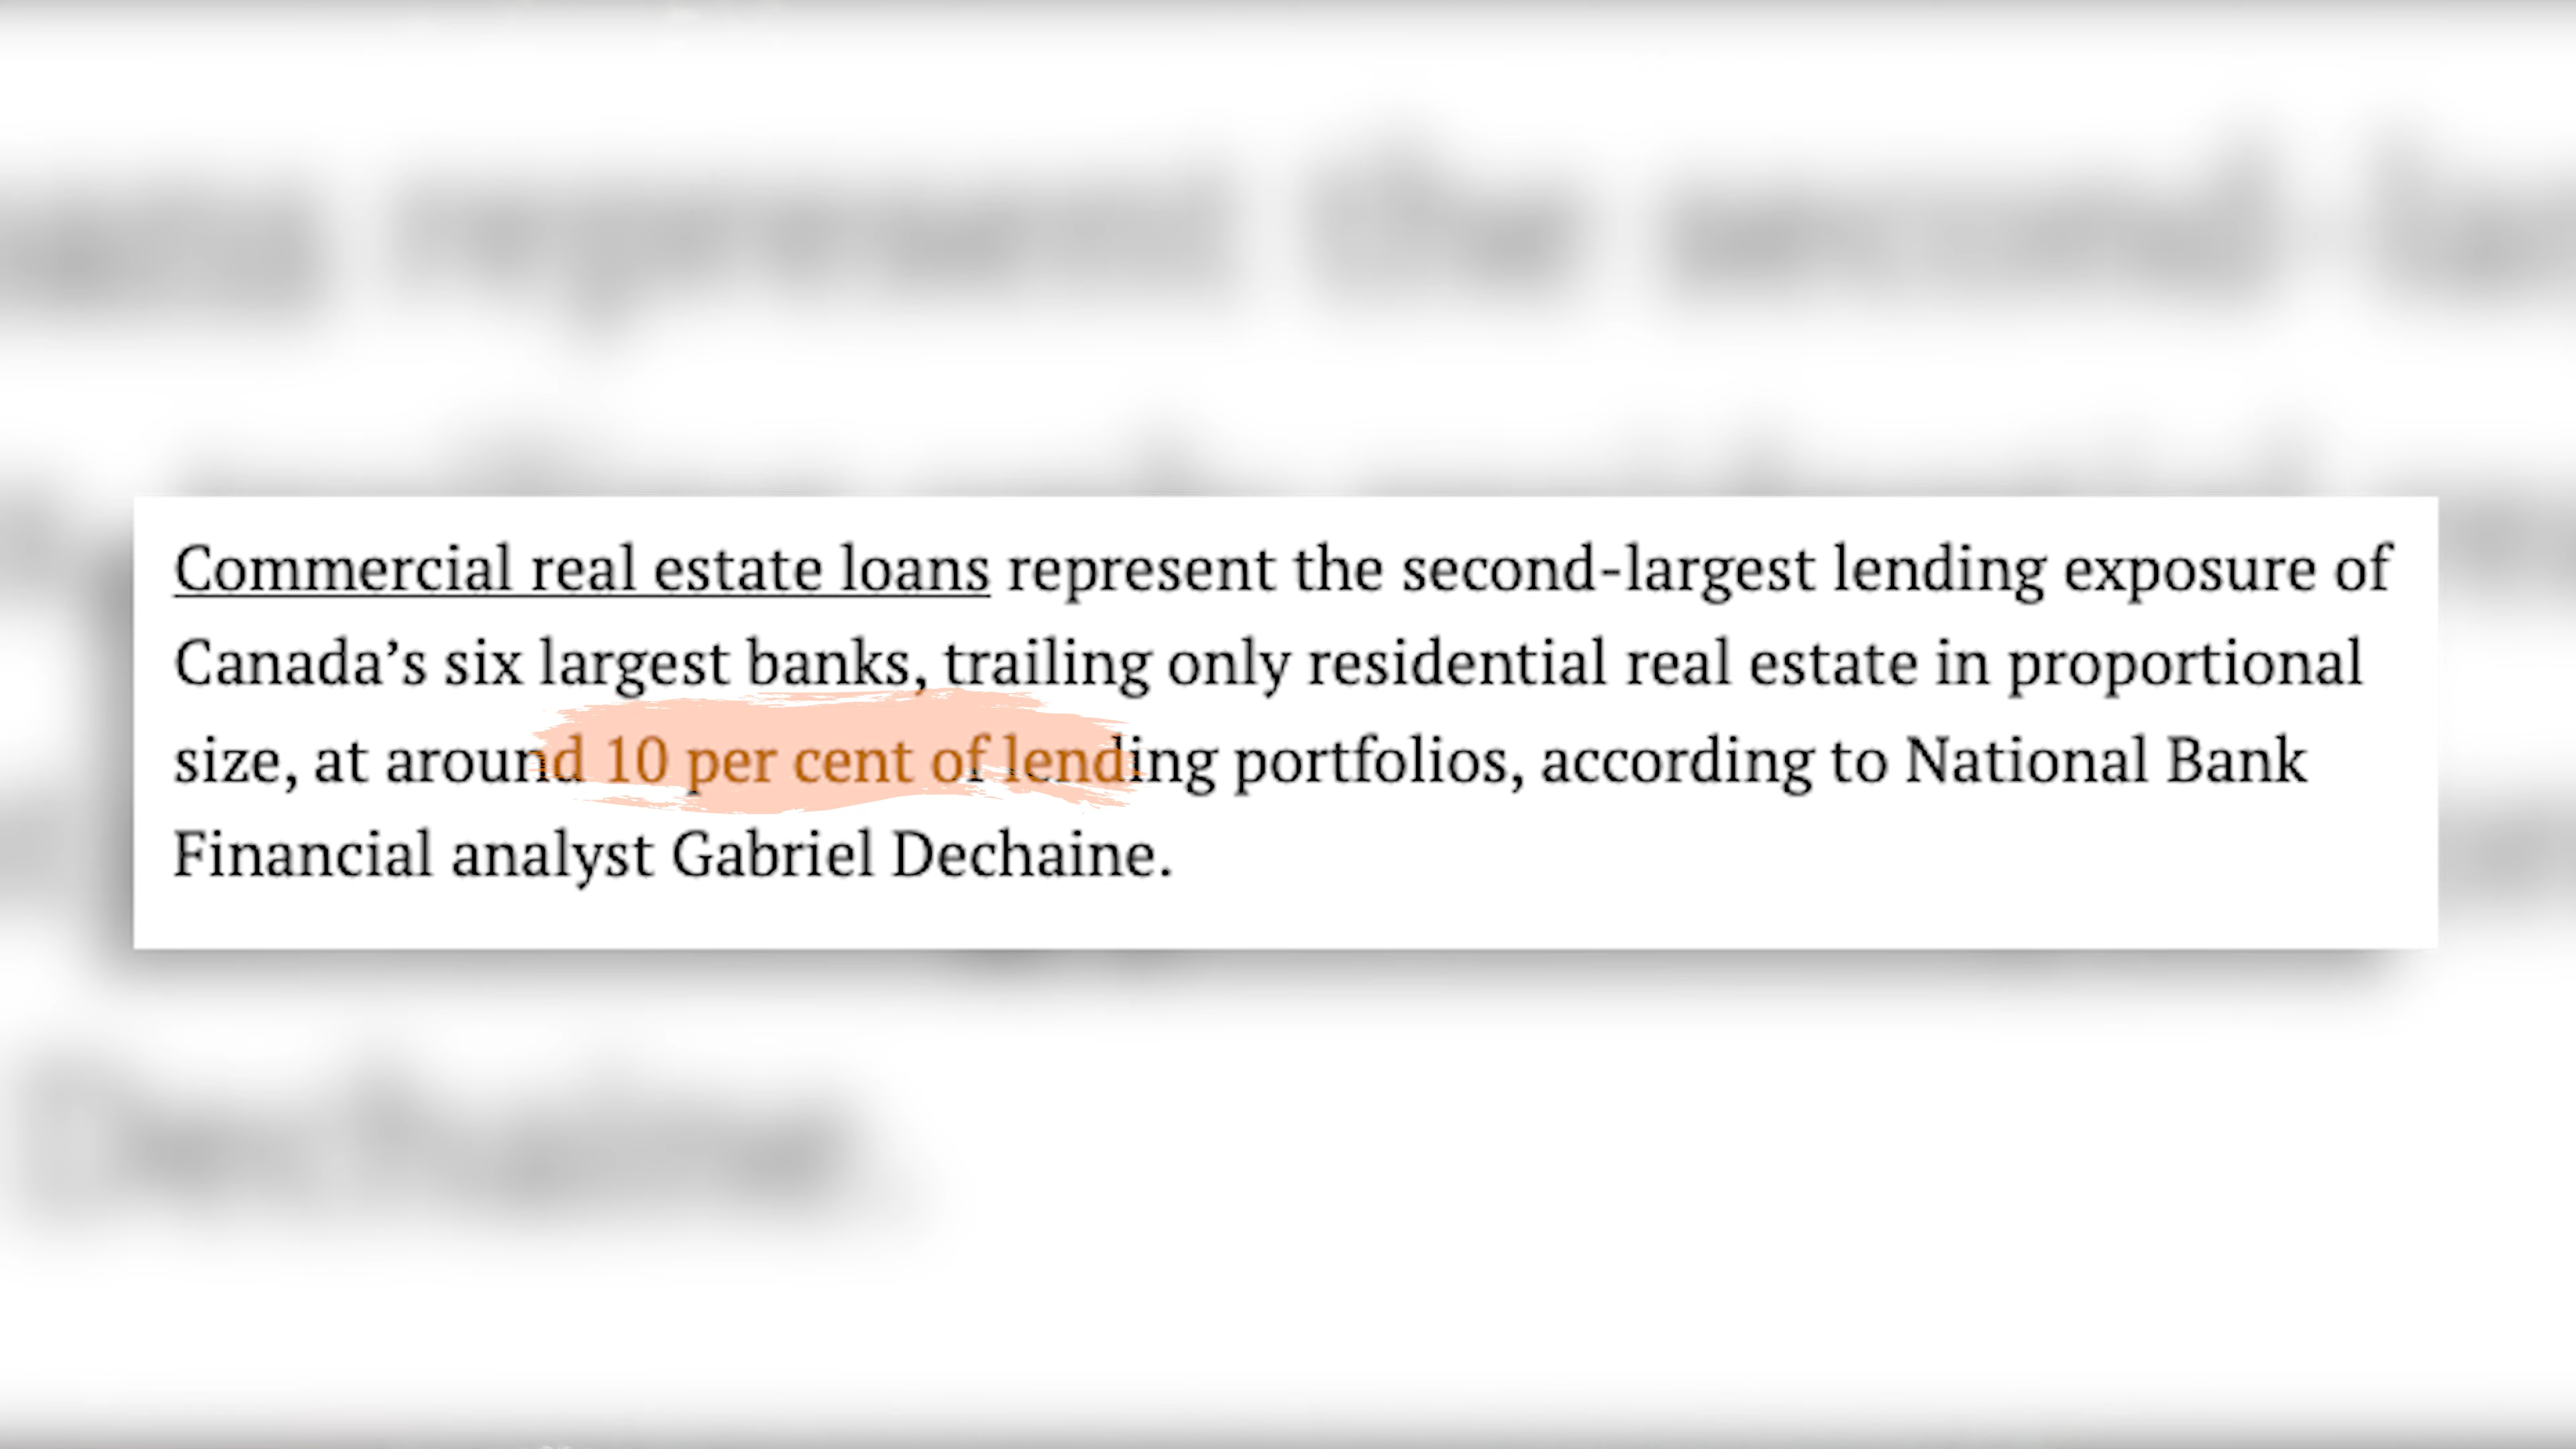 Commercial real estate loans represent the second-largest lending exposure of
Canada’s six largest banks, trailing only residential real estate in proportional
size, at around 10 per cent of lending portfolios, according to National Bank
Financial analyst Gabriel Dechaine.